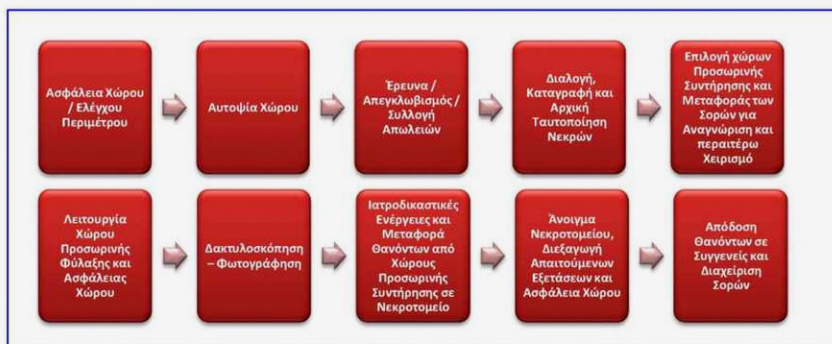 Ασφάλεια Χώρου
/ Ελέγχου
Περιμέτρου
Αυτοψία Χώρου
Έρευνα /
Απεγκλωβισμός /
Συλλογή
Απωλειών
Διαλογή,
Καταγραφή και
Αρχική
Ταυτοποίηση
Νεκρών
Επιλογή χώρων
Προσωρινής
Συντήρησης και
Μεταφοράς των
Σορών για
Αναγνώριση και
περαιτέρω
Χειρισμό
Λειτουργία
Χώρου
Προσωρινής
Φύλαξης και
Ασφάλειας
Χώρου
Δακτυλοσκόπηση
– Φωτογράφηση
Ιατροδικαστικές
Ενέργειες και
Μεταφορά
Θανόντων από
Χώρους
Προσωρινής
Συντήρησης σε
Νεκροτομείο
Άνοιγμα
Νεκροτομείου,
Διεξαγωγή
Απαιτούμενων
Εξετάσεων και
Ασφάλεια Χώρου
Απόδοση
Θανόντων σε
Συγγενείς και
Διαχείριση
Σορών